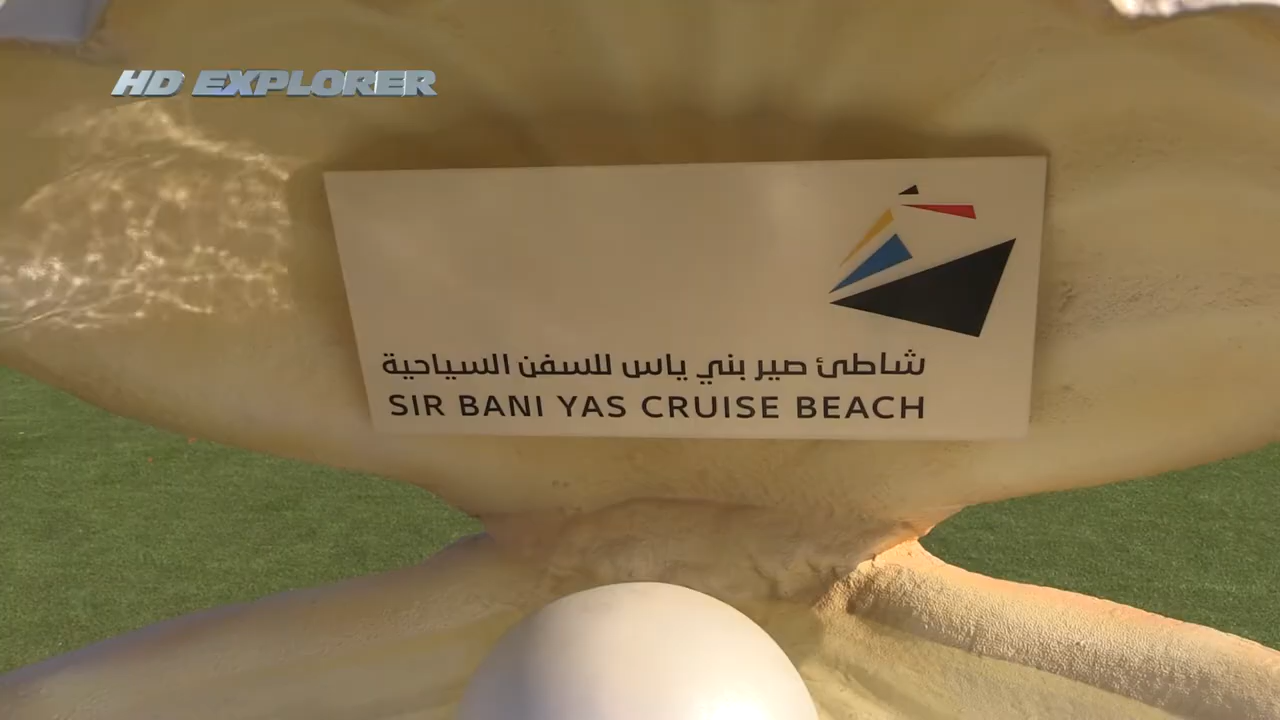 HD EXPLORER
شاطئ صير بني ياس للسفن السياحية
SIR BANI YAS CRUISE BEACH